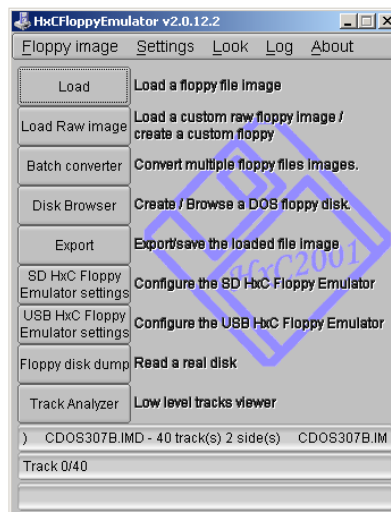 HxCFloppyEmulator v2.0.12.2
Floppy image Settings Look Log About
Load Load a floppy file image
Load Raw image Load a custom raw floppy image /
create a custom floppy
Batch converter Convert multiple floppy files images.
Disk Browser Create / Browse a DOS floppy disk.
Export Export/save the loaded file image
HxC2001
SD HxC Floppy
Emulator settings Configure the SD HxC Floppy Emulator
USB HxC Floppy
Emulator settings Configure the USB HxC Floppy Emulator
Floppy disk dump Read a real disk
Track Analyzer Low level tracks viewer
) CDOS307B.IMD - 40 track(s) 2 side(s) CDOS307B.IM
Track 0/40